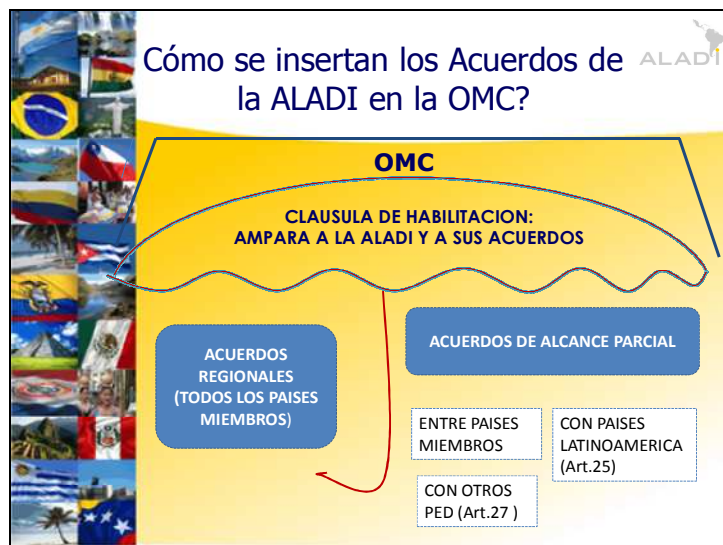 Cómo se insertan los Acuerdos de
la ALADI en la OMC?
ALADI
OMC
CLAUSULA DE HABILITACION:
AMPARA A LA ALADI Y A SUS ACUERDOS
ACUERDOS
REGIONALES
(TODOS LOS PAISES
MIEMBROS)
ACUERDOS DE ALCANCE PARCIAL
ENTRE PAISES
MIEMBROS
CON PAISES
LATINOAMERICA
(Art.25)
CON OTROS
PED (Art.27 )